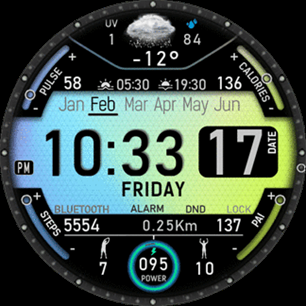 UV
1 84
-12°
PULSE 58 05:30 19:30 136 CALORIES
Jan Feb Mar Apr May Jun
PM 10:33 17 DATE
FRIDAY
BLUETOOTH ALARM DND LOCK
STEPS 5554 0.25Km 137 PAI
7 095 10
POWER